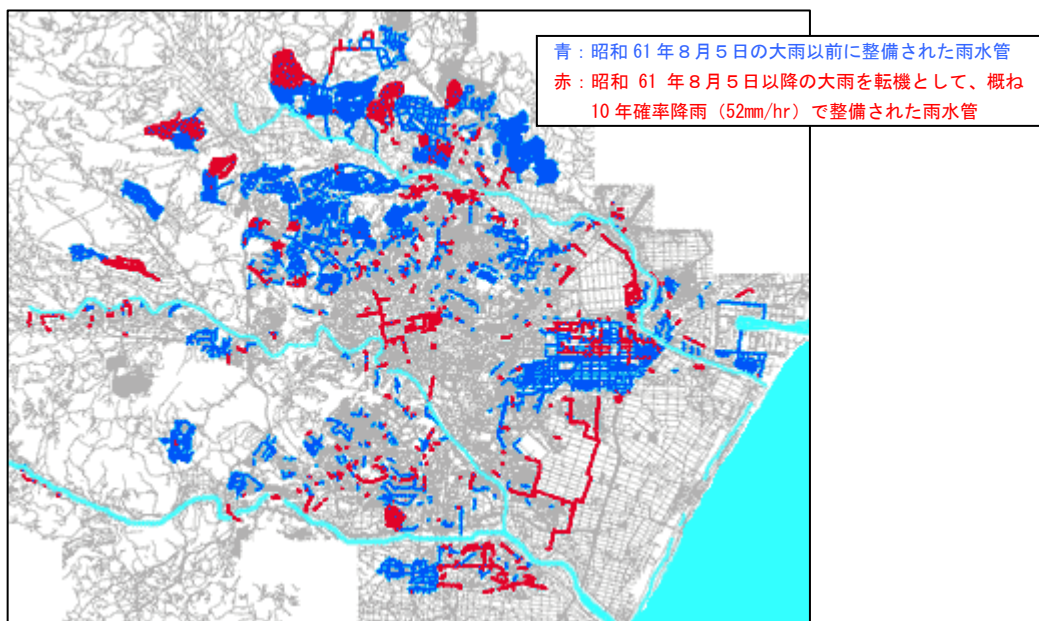 青：昭和 61 年８月５日の大雨以前に整備された雨水管
赤：昭和 61 年８月５日以降の大雨を転機として、概ね
10 年確率降雨（52mm/hr）で整備された雨水管